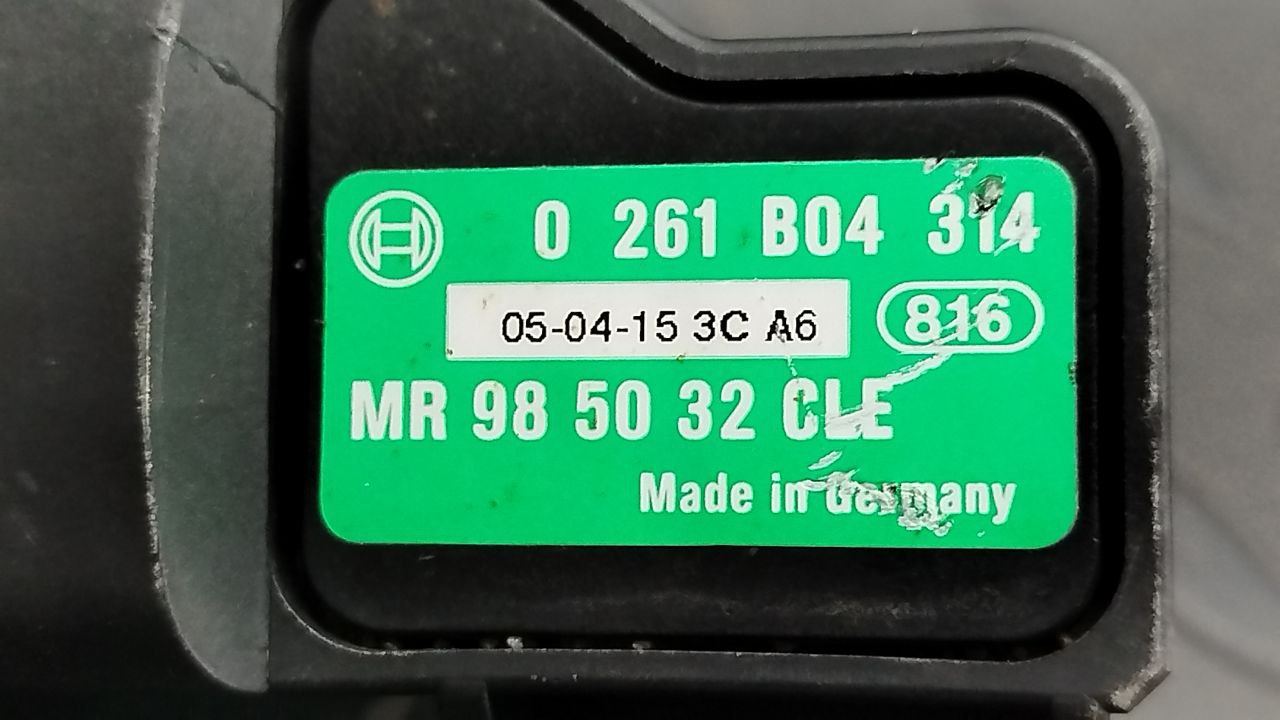 0 261 B04 314
05-04-15 3C A6 816
MR 98 50 32 CLE
Made in Germany